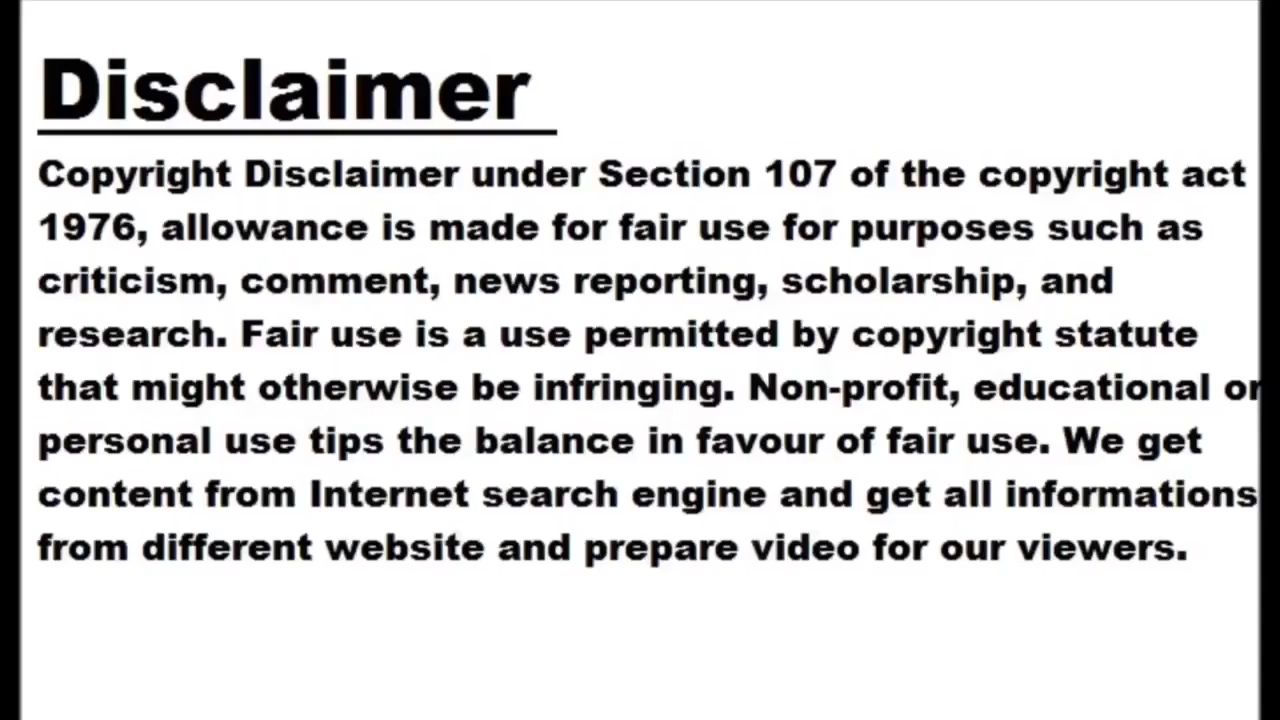 Disclaimer
Copyright Disclaimer under Section 107 of the copyright act
1976, allowance is made for fair use for purposes such as
criticism, comment, news reporting, scholarship, and
research. Fair use is a use permitted by copyright statute
that might otherwise be infringing. Non-profit, educational or
personal use tips the balance in favour of fair use. We get
content from Internet search engine and get all informations
from different website and prepare video for our viewers.